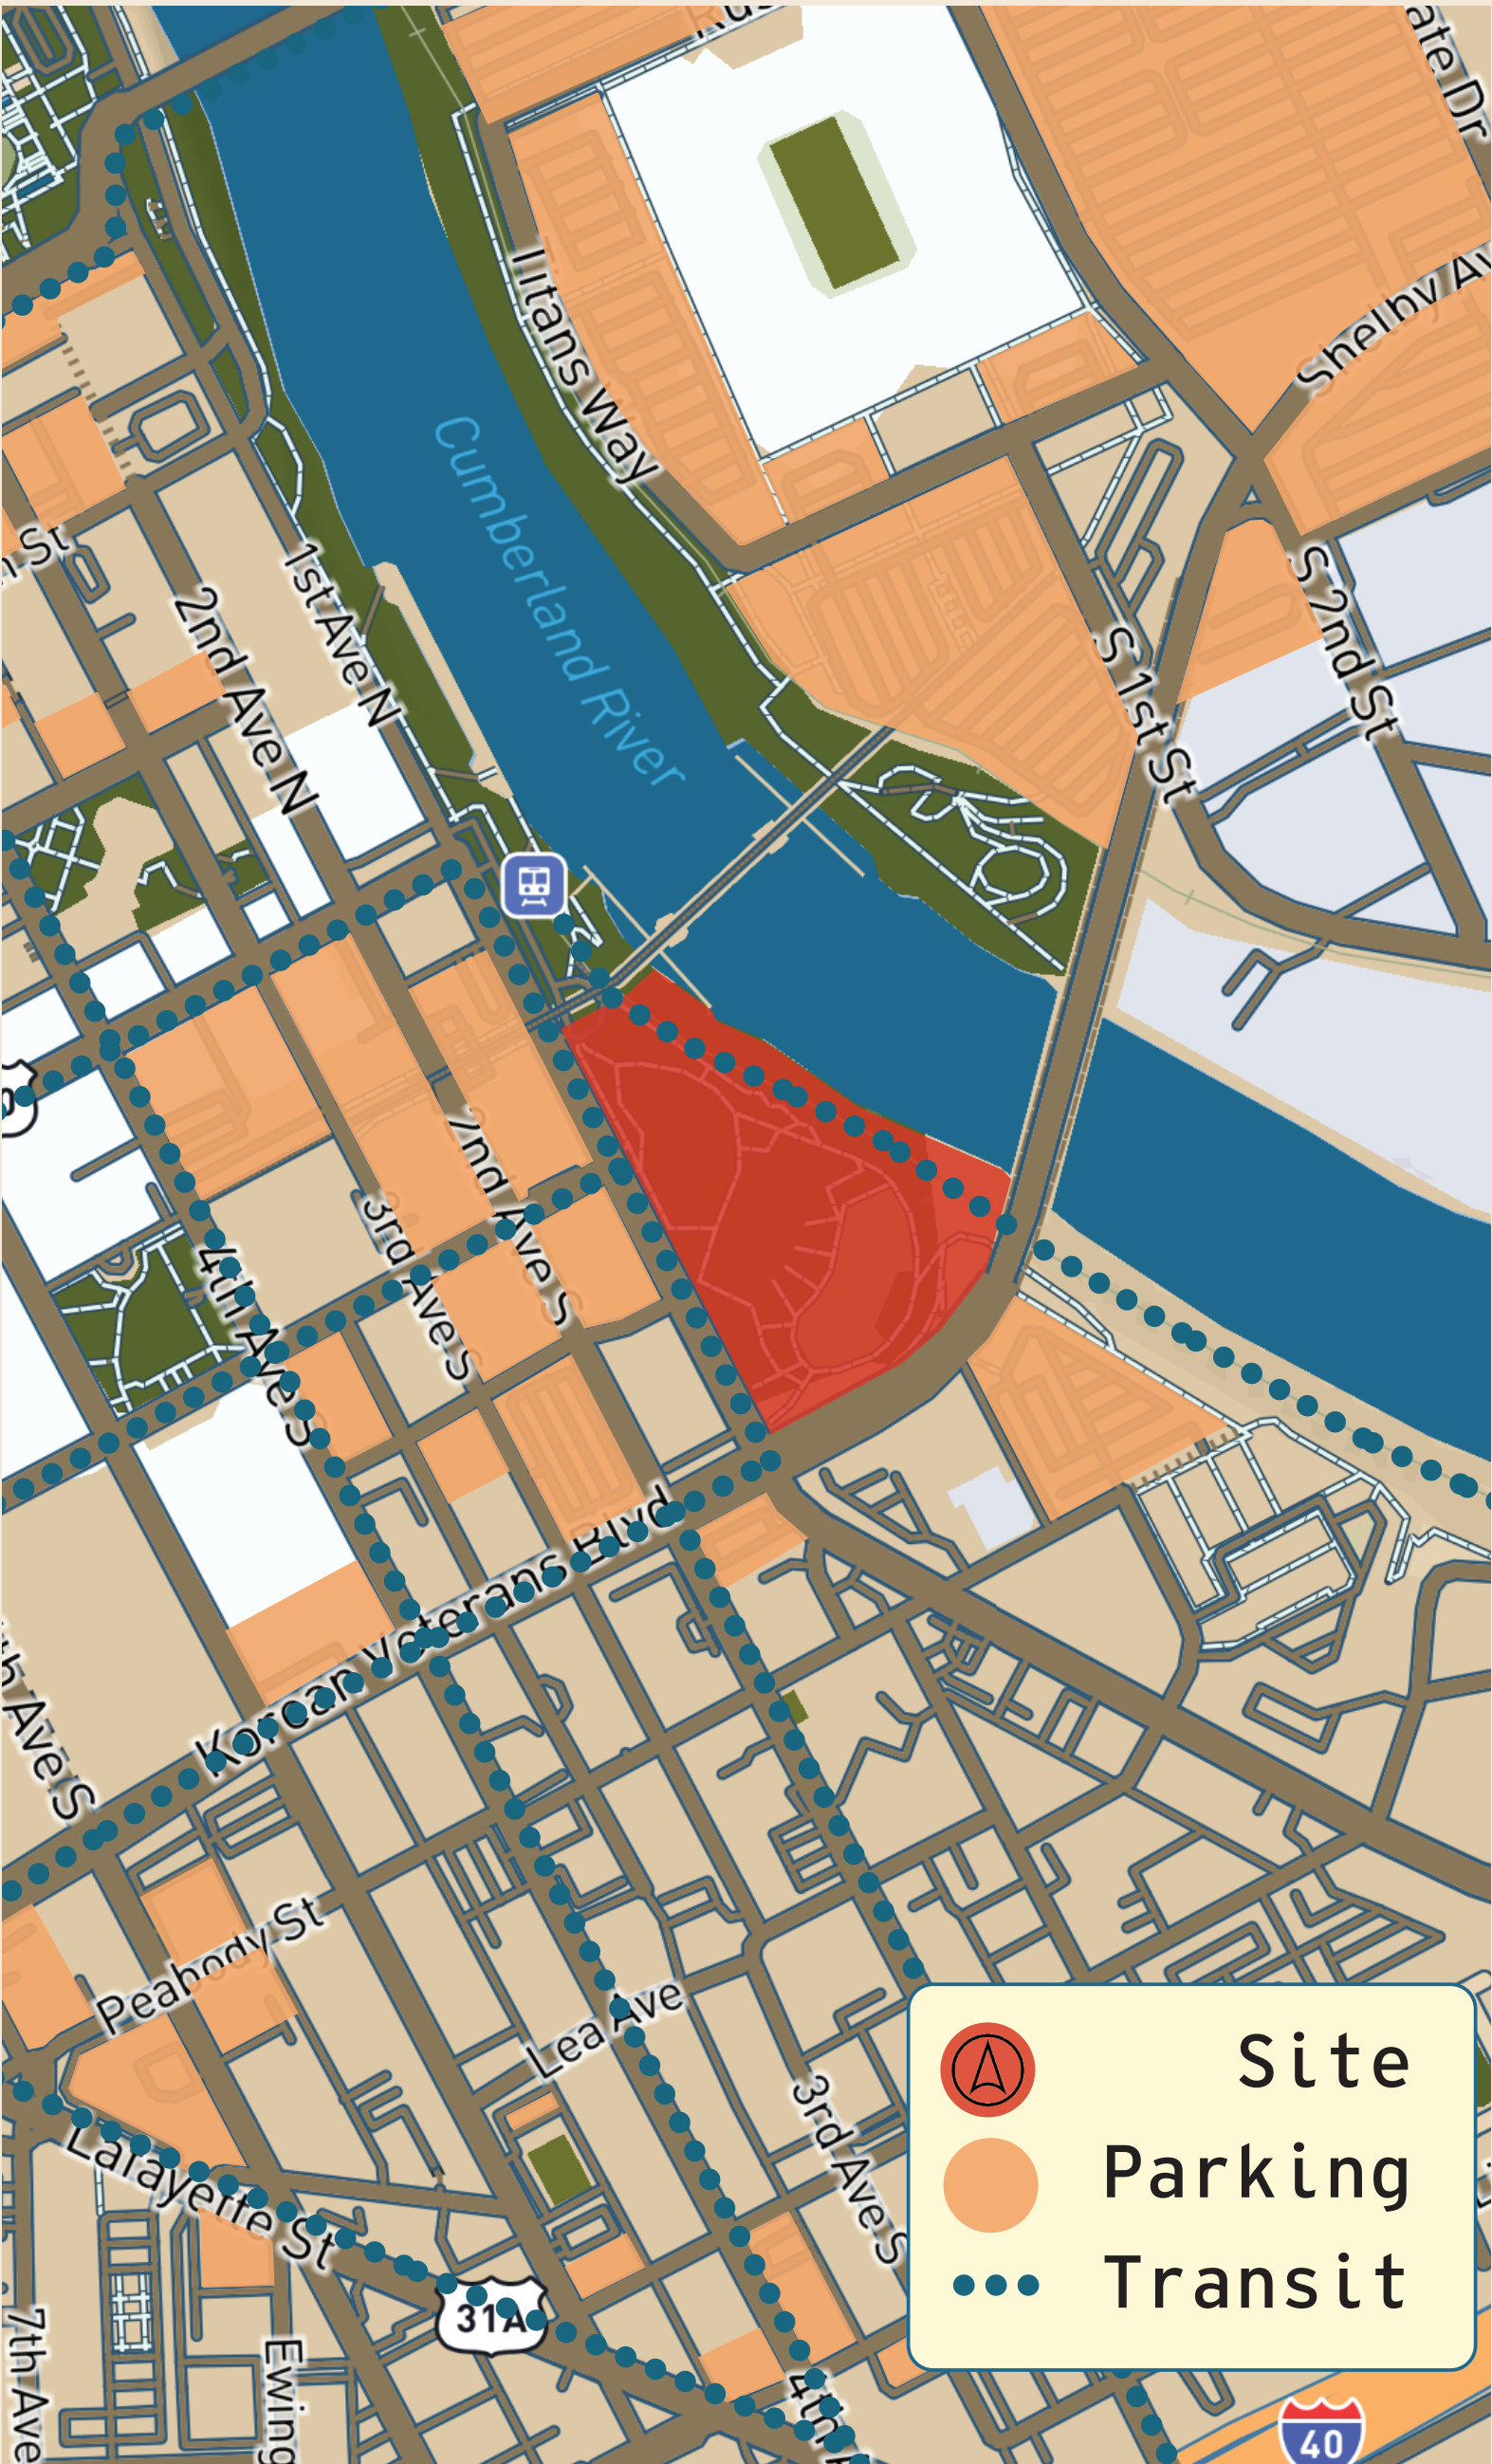 Shelby Av
Titans Way
Cumberland River
1st Ave N
2nd Ave N
S 1st St
S 2nd St
2nd Ave S
3rd Ave S
4th Ave S
Korean Veterans Blvd
Peabody St
Lea Ave
3rd Ave S
Lafayette St
31A
7th Ave
Ewing
4th A
40
Site
Parking
Transit